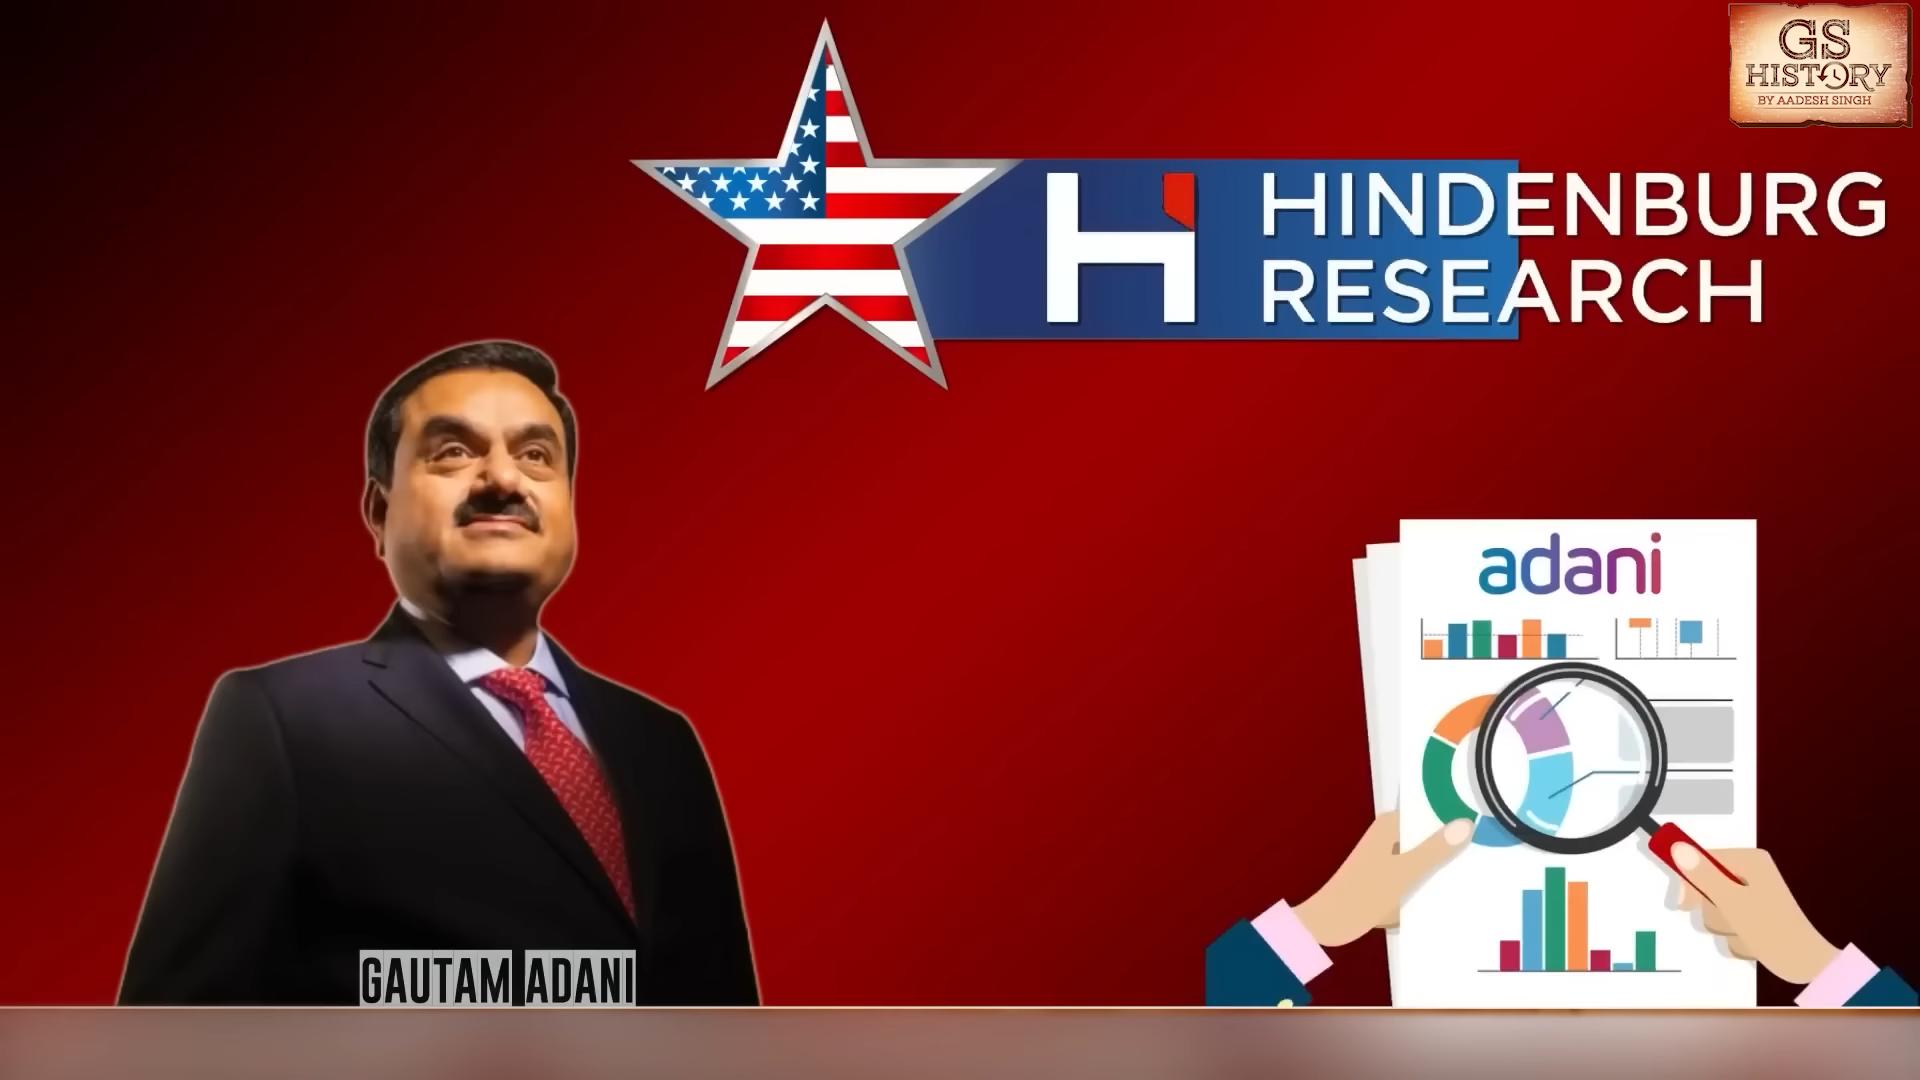 GS
HISTORY
BY AADESH SINGH
H HINDENBURG
RESEARCH
adani
GAUTAM ADANI